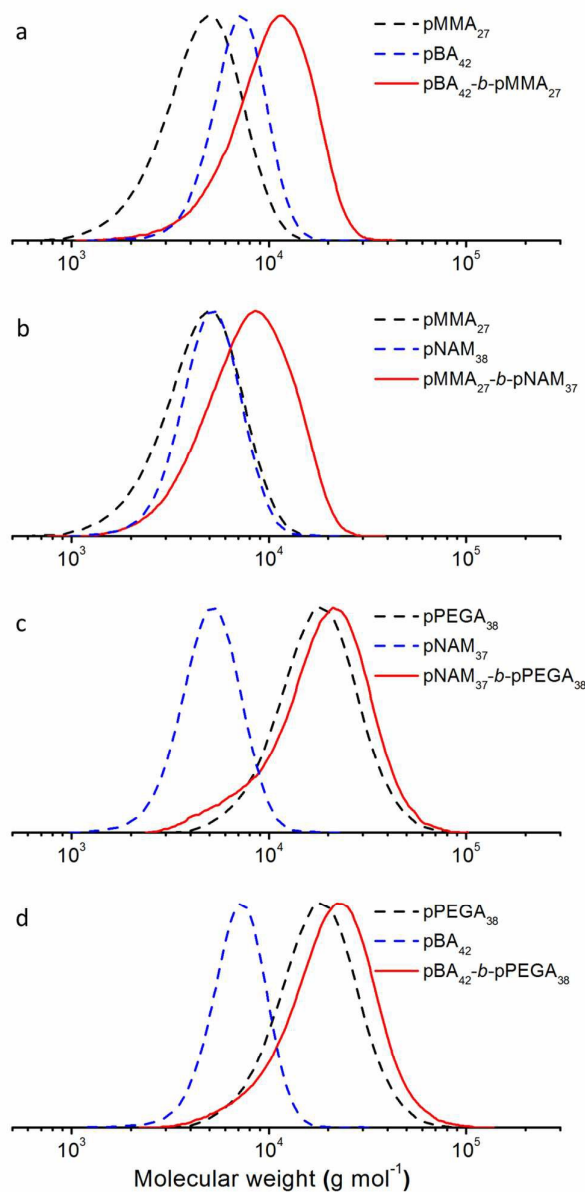 a
pMMA₂₇
pBA₄₂
pBA₄₂-b-pMMA₂₇
10³ 10⁴ 10⁵
b
pMMA₂₇
pNAM₃₈
pMMA₂₇-b-pNAM₃₇
10³ 10⁴ 10⁵
c
pPEGA₃₈
pNAM₃₇
pNAM₃₇-b-pPEGA₃₈
10³ 10⁴ 10⁵
d
pPEGA₃₈
pBA₄₂
pBA₄₂-b-pPEGA₃₈
10³ 10⁴ 10⁵
Molecular weight (g mol⁻¹)